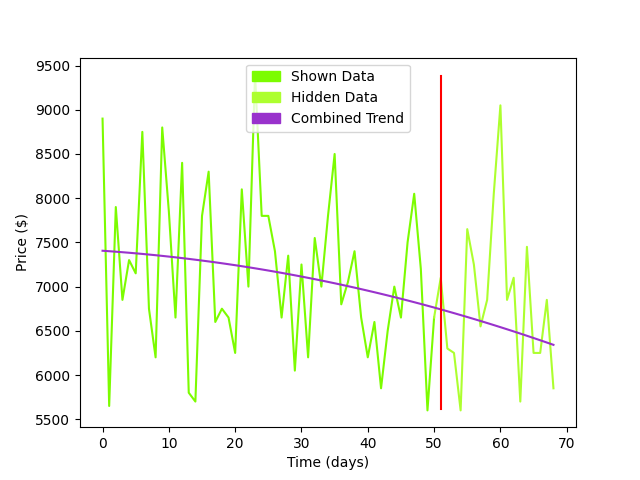 9500
9000
8500
8000
7500
7000
6500
6000
5500
Price ($)
Shown Data
Hidden Data
Combined Trend
0 10 20 30 40 50 60 70
Time (days)